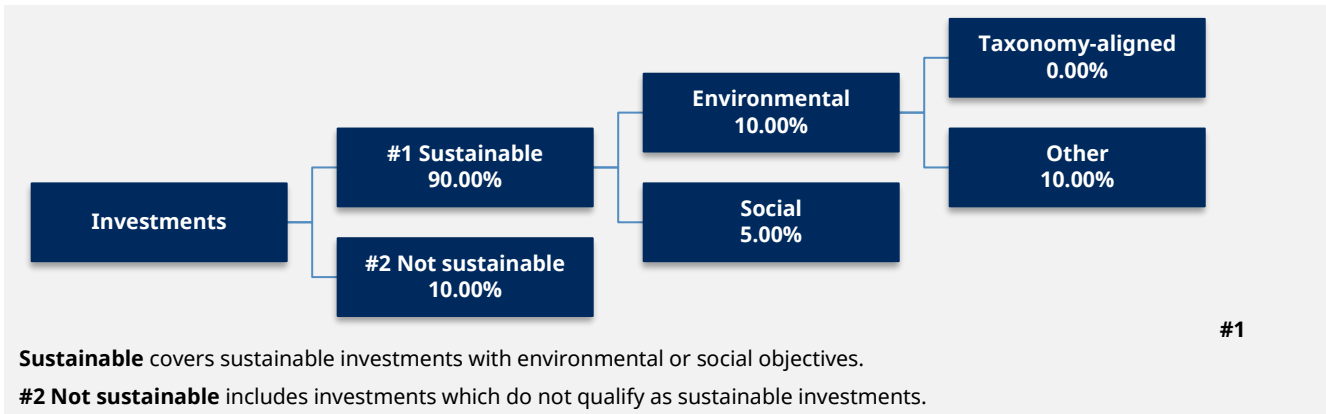 Taxonomy-aligned
0.00%
Environmental
10.00%
#1 Sustainable
90.00%
Other
10.00%
Investments
Social
5.00%
#2 Not sustainable
10.00%
#1
Sustainable covers sustainable investments with environmental or social objectives.
#2 Not sustainable includes investments which do not qualify as sustainable investments.